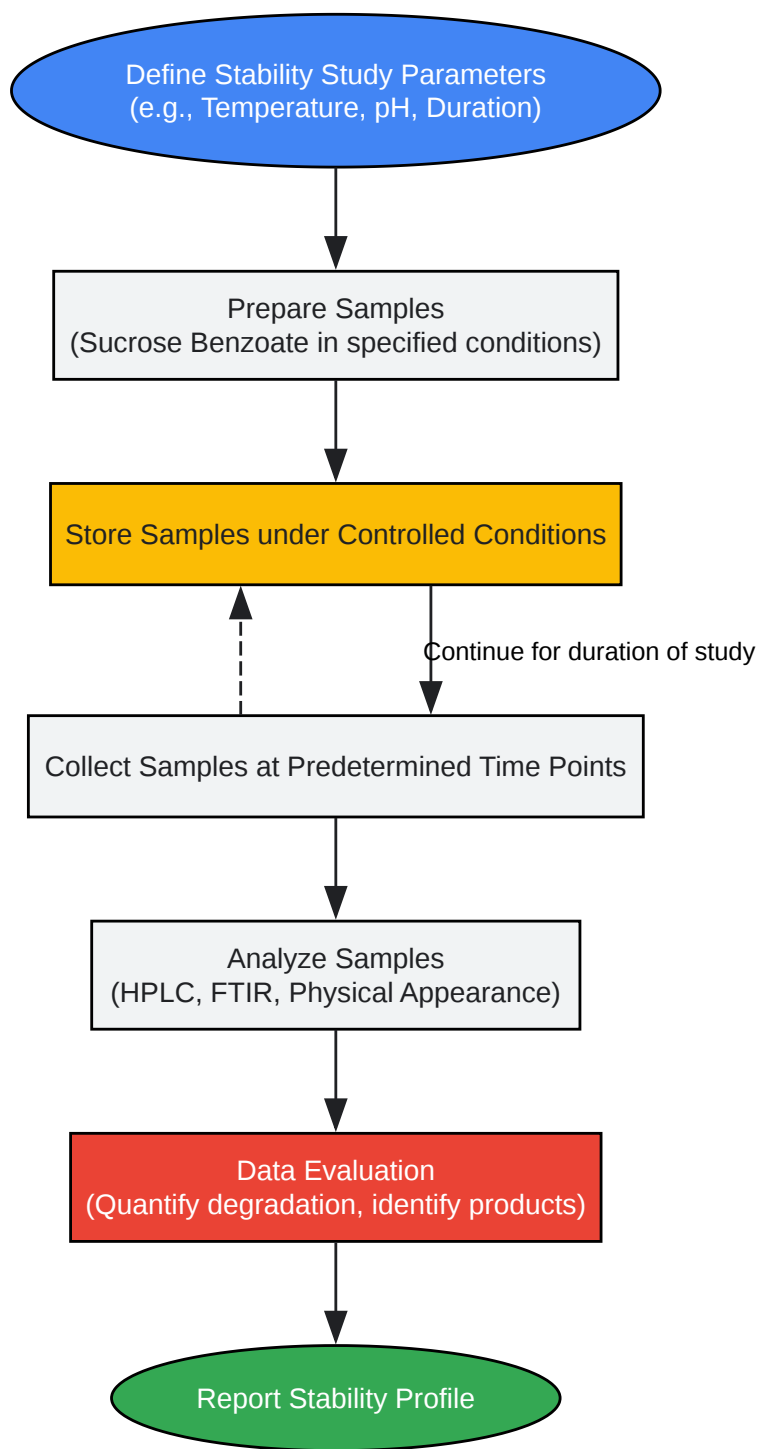 Define Stability Study Parameters
(e.g., Temperature, pH, Duration)
Prepare Samples
(Sucrose Benzoate in specified conditions)
Store Samples under Controlled Conditions
Continue for duration of study
Collect Samples at Predetermined Time Points
Analyze Samples
(HPLC, FTIR, Physical Appearance)
Data Evaluation
(Quantify degradation, identify products)
Report Stability Profile